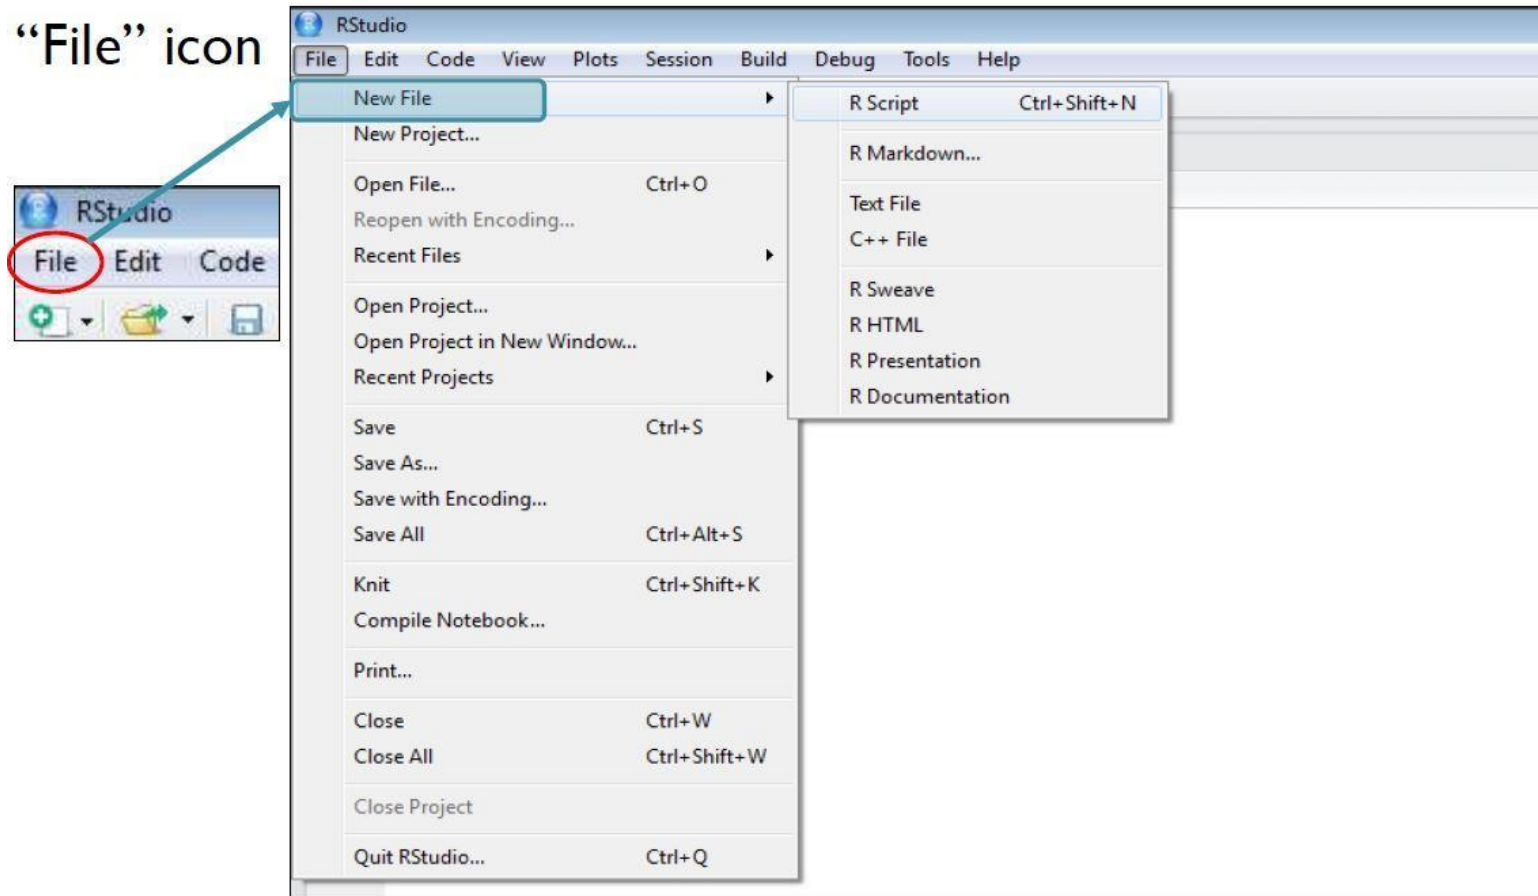 “File” icon
RStudio
File Edit Code
RStudio
File Edit Code View Plots Session Build Debug Tools Help
New File
New Project...
Open File... Ctrl+O
Reopen with Encoding...
Recent Files
Open Project...
Open Project in New Window...
Recent Projects
Save Ctrl+S
Save As...
Save with Encoding...
Save All Ctrl+Alt+S
Knit Ctrl+Shift+K
Compile Notebook...
Print...
Close Ctrl+W
Close All Ctrl+Shift+W
Close Project
Quit RStudio... Ctrl+Q
R Script Ctrl+Shift+N
R Markdown...
Text File
C++ File
R Sweave
R HTML
R Presentation
R Documentation